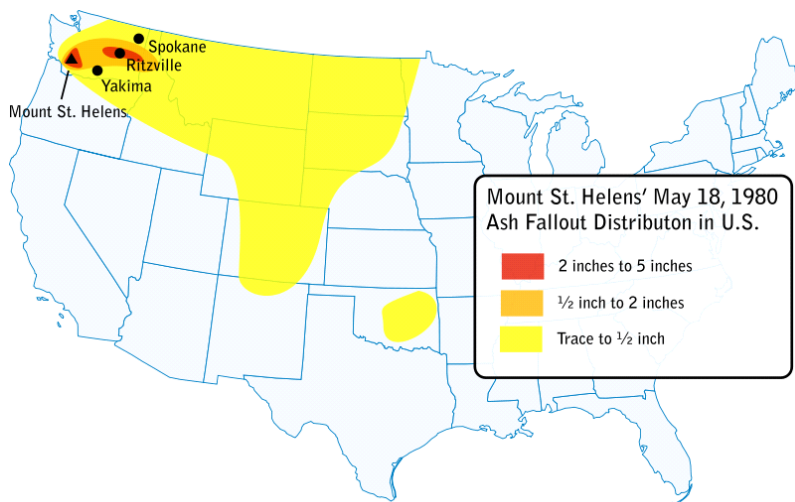 Spokane
Ritzville
Yakima
Mount St. Helens
Mount St. Helens' May 18, 1980
Ash Fallout Distributon in U.S.
2 inches to 5 inches
½ inch to 2 inches
Trace to ½ inch